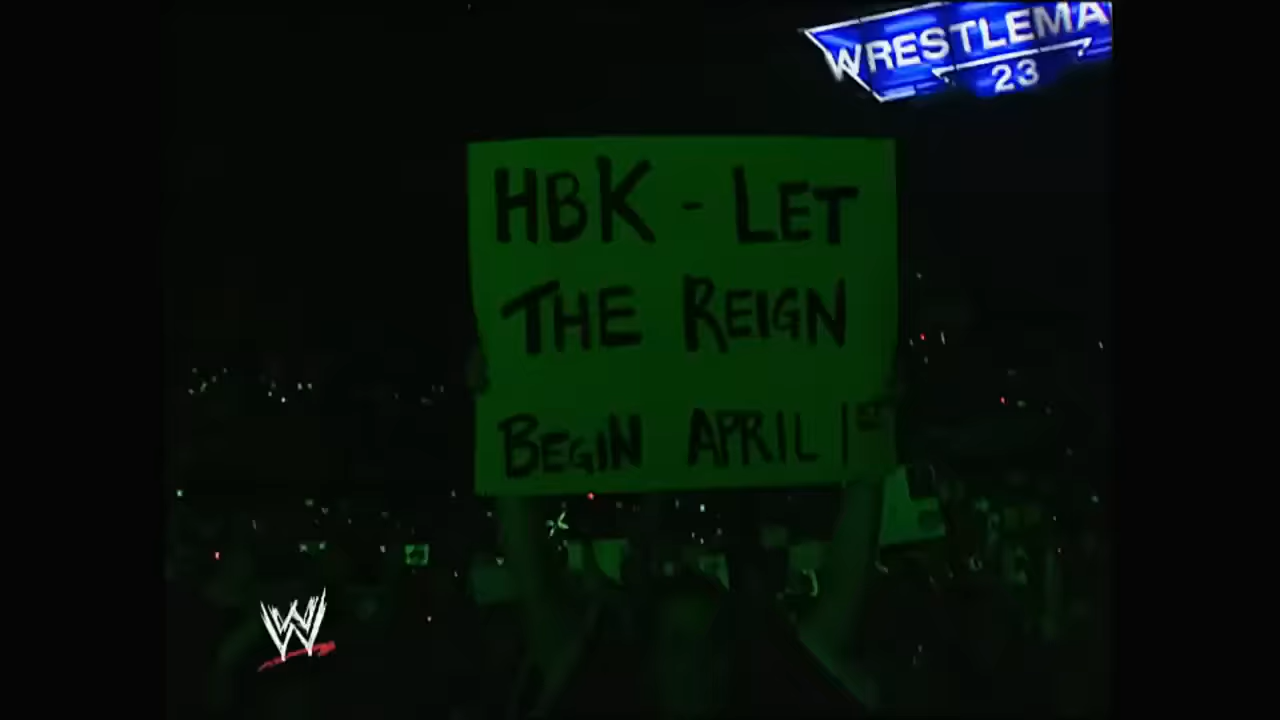 WRESTLEMA
23
HBK - LET
THE REIGN
BEGIN APRIL 1ST
W